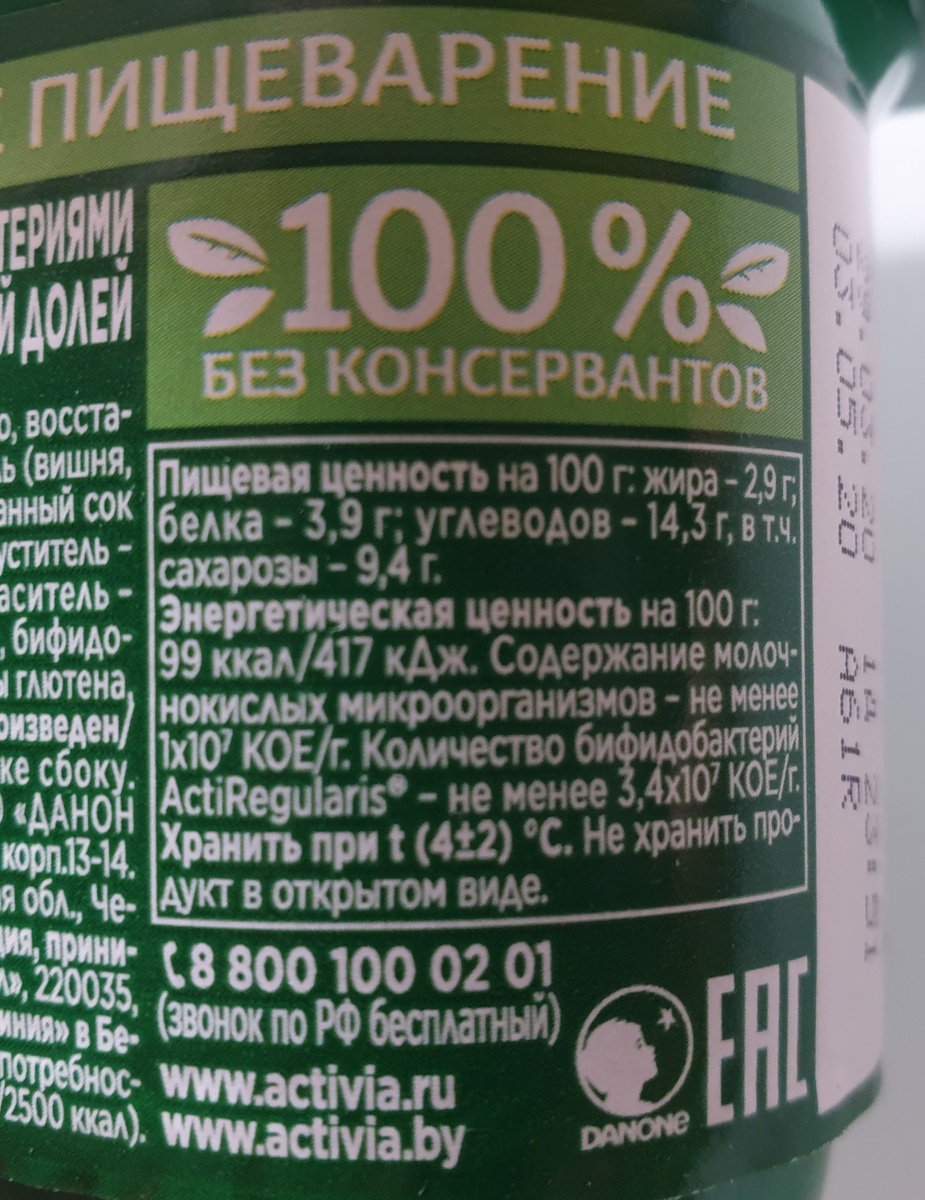 ПИЩЕВАРЕНИЕ
ТЕРИЯМИ
Й ДОЛЕЙ
100%
БЕЗ КОНСЕРВАНТОВ
о, восста-
ь (вишня,
анный сок
уститель –
аситель –
, бифидо-
ы глютена,
оизведен/
ке сбоку.
«ДАНОН
корп.13-14.
я обл., Че-
ция, прини-
л», 220035,
иния» в Бе-
потребнос-
/2500 ккал).
Пищевая ценность на 100 г: жира – 2,9 г;
белка – 3,9 г; углеводов – 14,3 г, в т.ч.
сахарозы – 9,4 г.
Энергетическая ценность на 100 г:
99 ккал/417 кДж. Содержание молоч-
нокислых микроорганизмов – не менее
1х10⁷ КОЕ/г. Количество бифидобактерий
ActiRegularis® – не менее 3,4х10⁷ КОЕ/г.
Хранить при t (4±2) °С. Не хранить про-
дукт в открытом виде.
8 800 100 02 01
(звонок по РФ бесплатный)
www.activia.ru
www.activia.by
DANONE
EAC
03.05.20